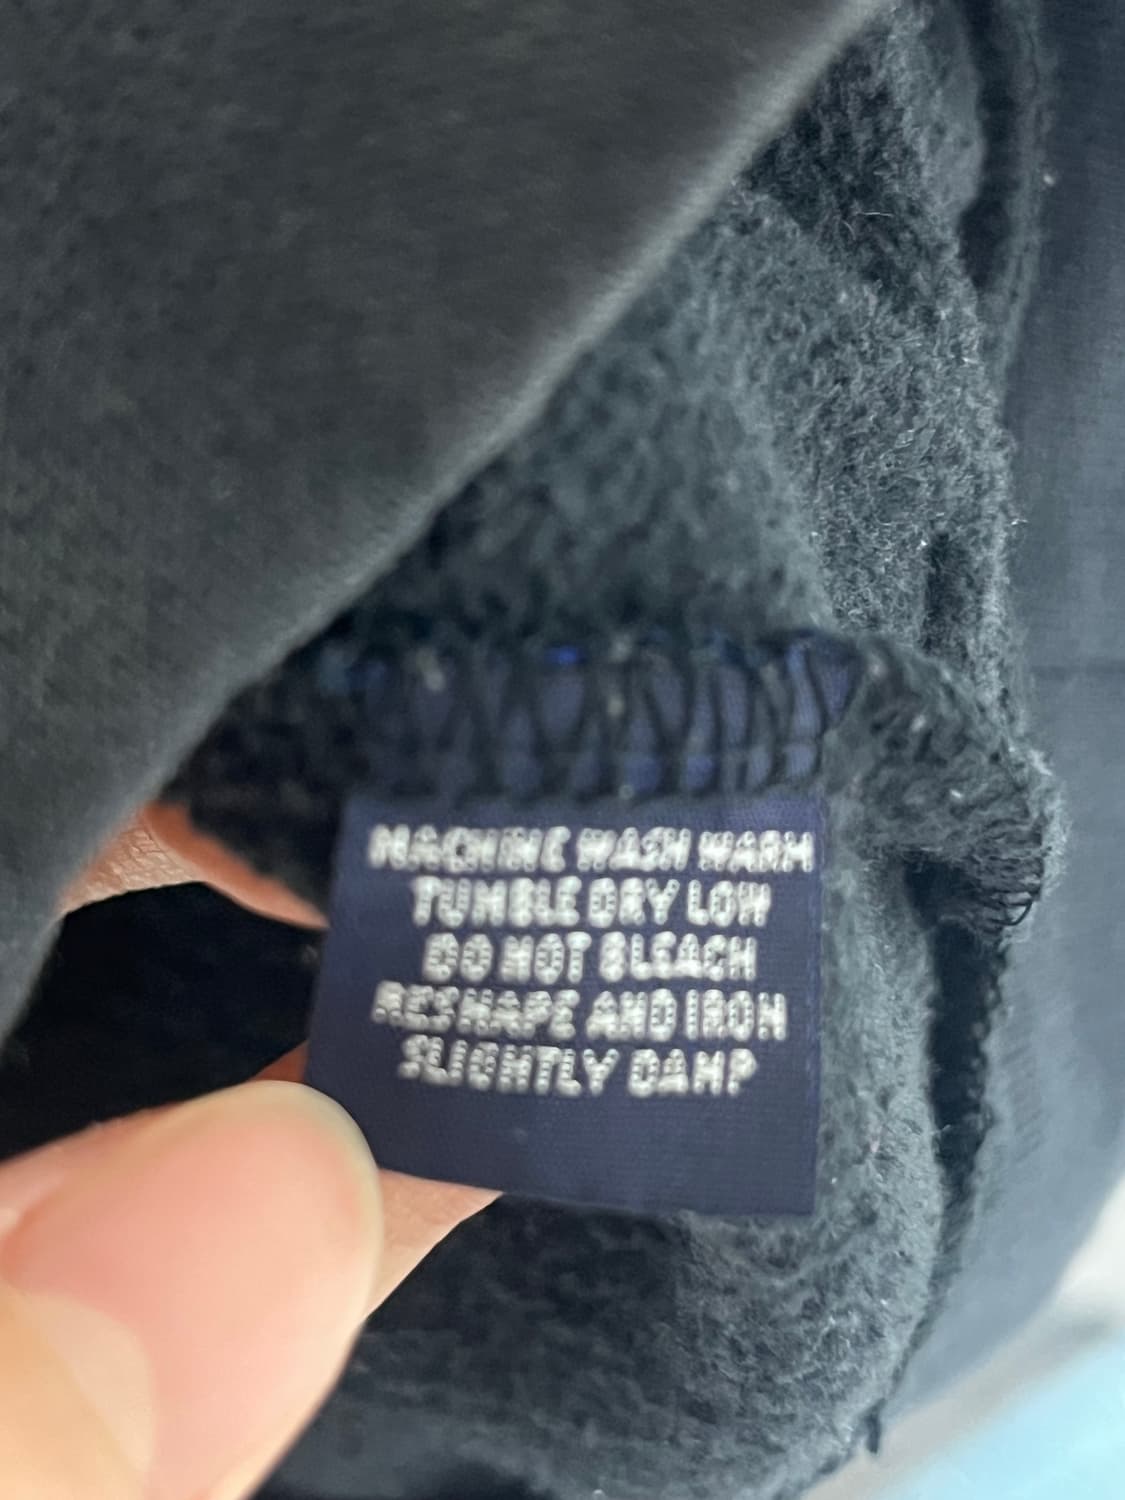 MACHINE WASH WARM
TUMBLE DRY LOW
DO NOT BLEACH
RESHAPE AND IRON
SLIGHTLY DAMP